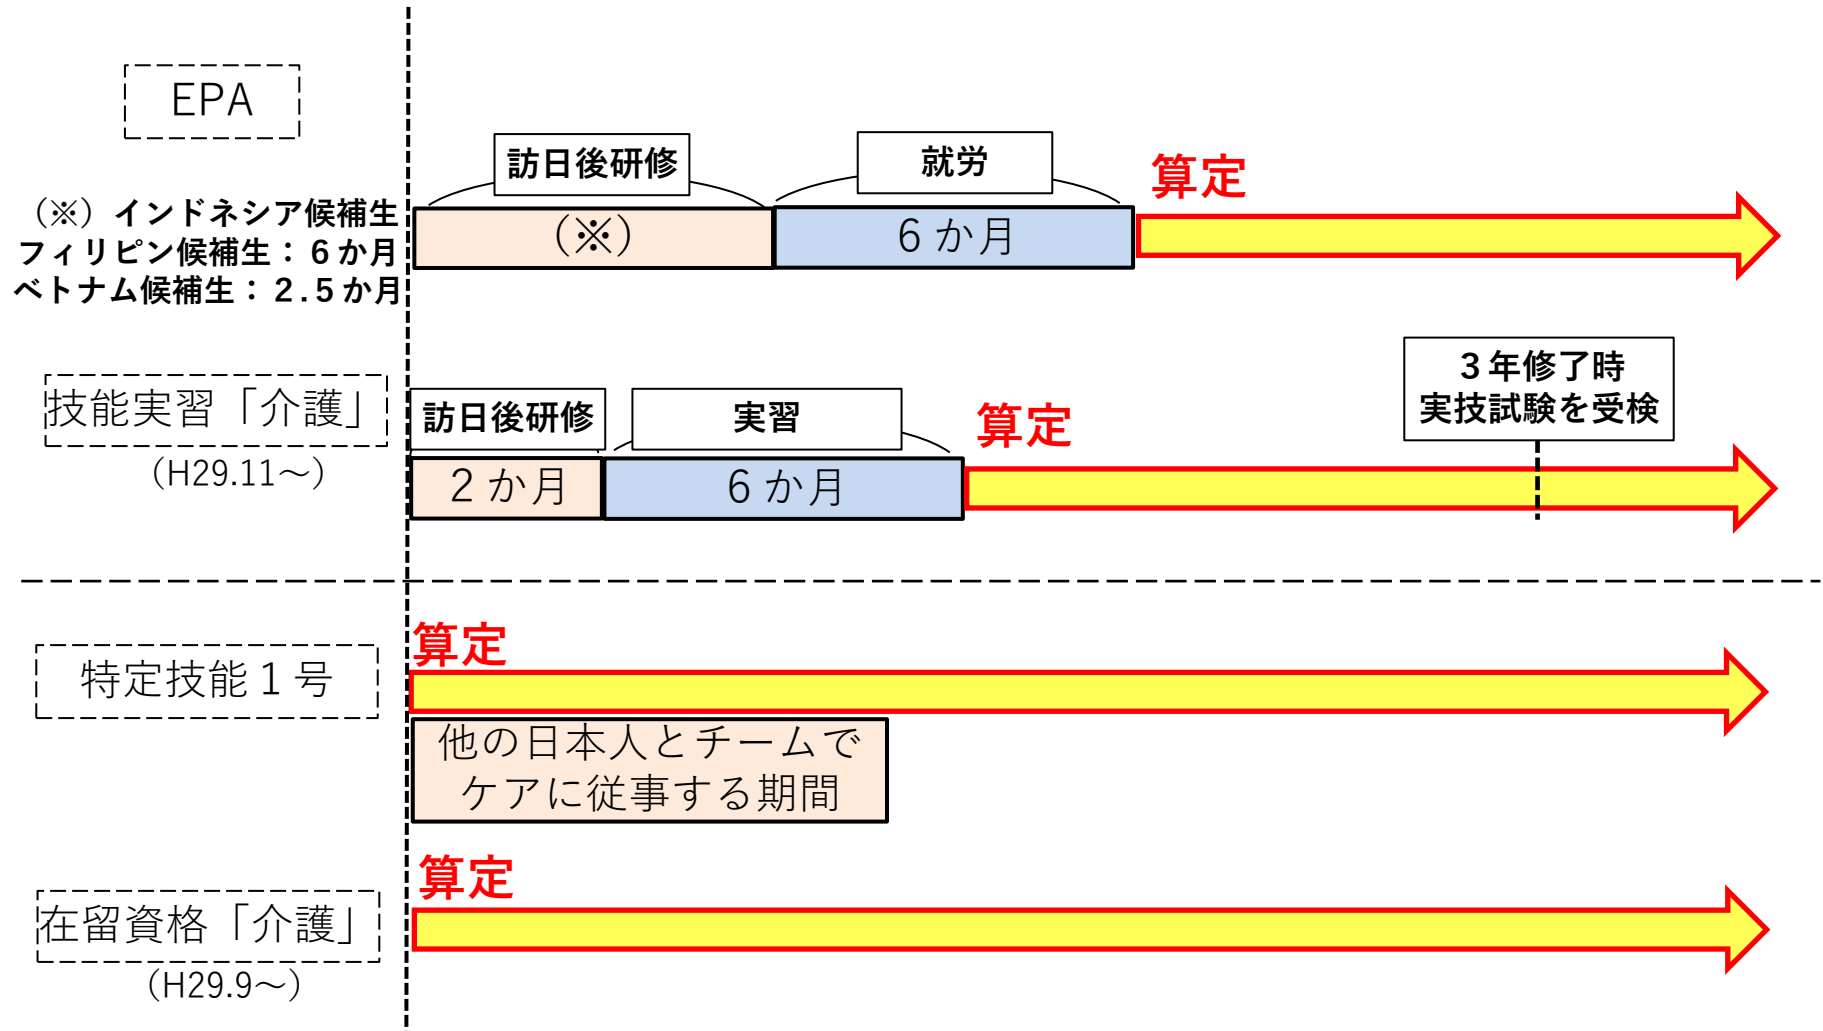 EPA
（※）インドネシア候補生
フィリピン候補生：６か月
ベトナム候補生：２.５か月
訪日後研修
就労
算定
（※）
６か月
技能実習「介護」
（H29.11～）
訪日後研修
実習
算定
３年修了時
実技試験を受検
２か月
６か月
特定技能１号
算定
他の日本人とチームで
ケアに従事する期間
在留資格「介護」
（H29.9～）
算定